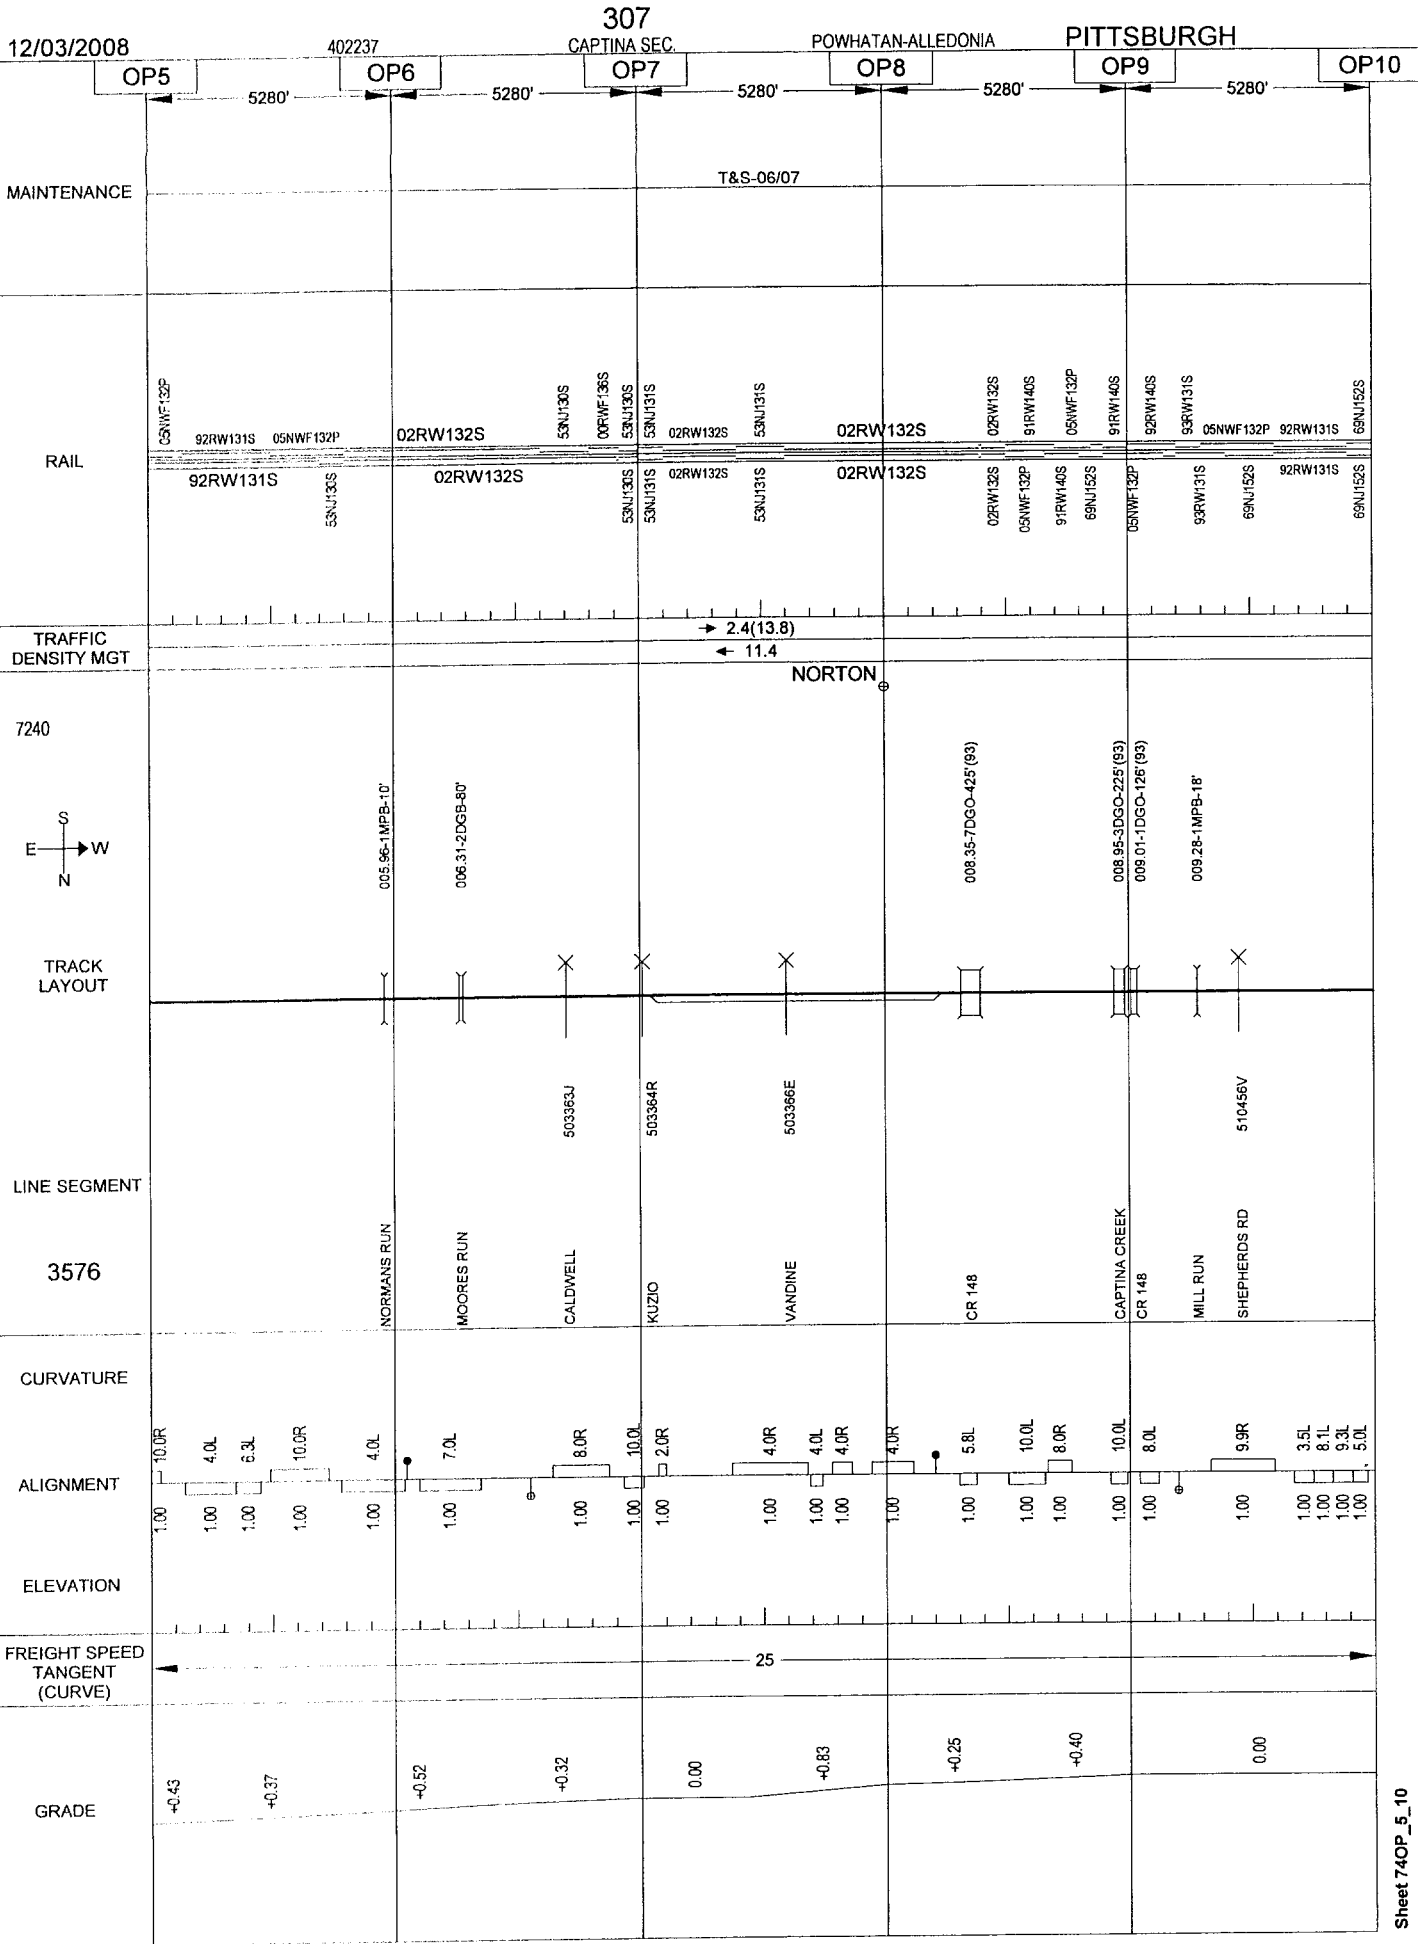 307
12/03/2008 402237 CAPTINA SEC. POWHATAN-ALLEDONIA PITTSBURGH
OP5 OP6 OP7 OP8 OP9 OP10
5280' 5280' 5280' 5280' 5280'
T&S-06/07
MAINTENANCE
05NWF132P 53NJ130S 00RWF136S 53NJ130S 53NJ131S 53NJ131S 02RW132S 91RW140S 05NWF132P 91RW140S 92RW140S 93RW131S 69NJ152S
92RW131S 05NWF132P 02RW132S 02RW132S 02RW132S 05NWF132P 92RW131S
RAIL
92RW131S 02RW132S 02RW132S 02RW132S 92RW131S
53NJ130S 53NJ130S 53NJ131S 53NJ131S 02RW132S 05NWF132P 91RW140S 69NJ152S 05NWF132P 93RW131S 69NJ152S 69NJ152S
TRAFFIC
DENSITY MGT
2.4(13.8)
11.4
NORTON
7240
005.96-1MPB-10' 006.31-2DGB-80' 008.35-7DGO-425'(93) 008.95-3DGO-225'(93) 009.01-1DGO-126'(93) 009.28-1MPB-18'
S
E W
N
TRACK
LAYOUT
503363J 503364R 503366E 510456V
LINE SEGMENT
3576
NORMANS RUN MOORES RUN CALDWELL KUZIO VANDINE CR 148 CAPTINA CREEK CR 148 MILL RUN SHEPHERDS RD
CURVATURE
10.0R 4.0L 6.3L 10.0R 4.0L 7.0L 8.0R 10.0L 2.0R 4.0R 4.0L 4.0R 4.0R 5.8L 10.0L 8.0R 10.0L 8.0L 9.9R 3.5L 8.1L 9.3L 5.0L
ALIGNMENT
1.00 1.00 1.00 1.00 1.00 1.00 1.00 1.00 1.00 1.00 1.00 1.00 1.00 1.00 1.00 1.00 1.00 1.00 1.00 1.00 1.00 1.00 1.00
ELEVATION
FREIGHT SPEED
TANGENT
(CURVE)
25
+0.43 +0.37 +0.52 +0.32 0.00 +0.83 +0.25 +0.40 0.00
GRADE
Sheet 74OP_5_10